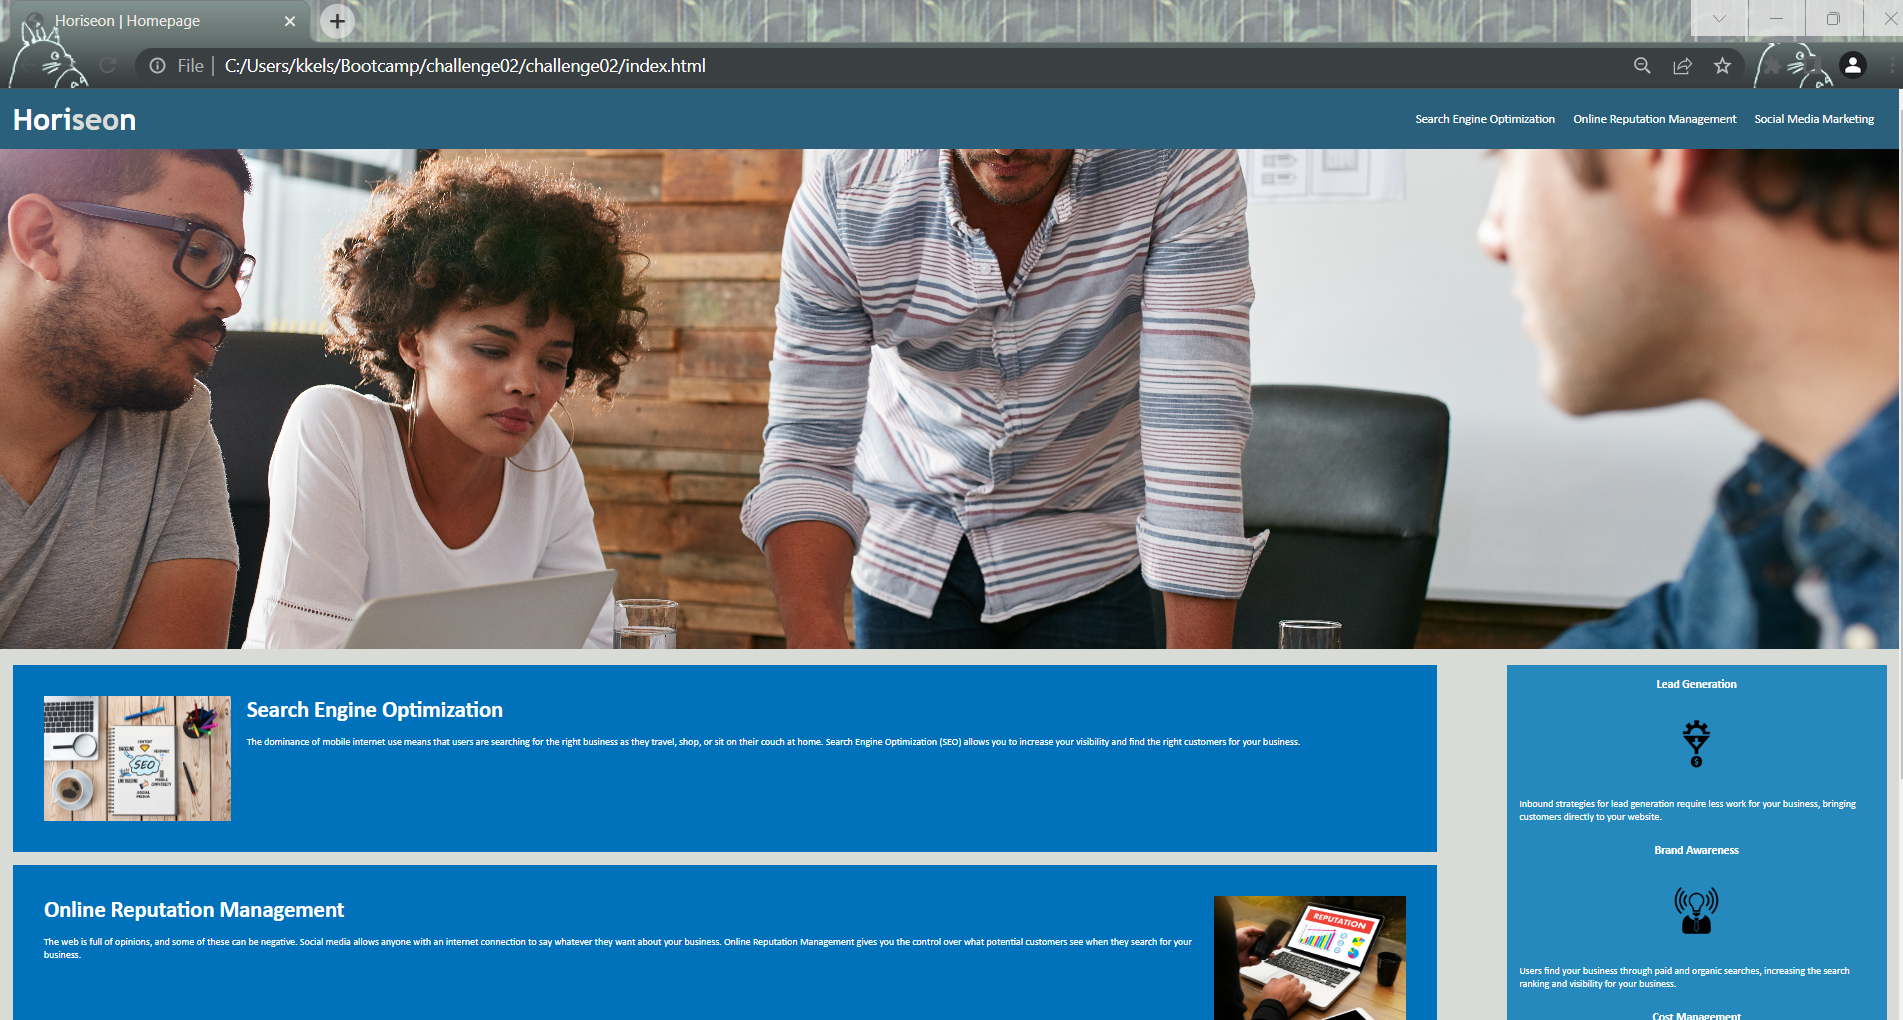 Horiseon | Homepage
File | C:/Users/kkels/Bootcamp/challenge02/challenge02/index.html
Horiseon
Search Engine Optimization Online Reputation Management Social Media Marketing
Search Engine Optimization
The dominance of mobile internet use means that users are searching for the right business as they travel, shop, or sit on their couch at home. Search Engine Optimization (SEO) allows you to increase your visibility and find the right customers for your business.
SEO
Online Reputation Management
The web is full of opinions, and some of these can be negative. Social media allows anyone with an internet connection to say whatever they want about your business. Online Reputation Management gives you the control over what potential customers see when they search for your
business.
REPUTATION
Lead Generation
Inbound strategies for lead generation require less work for your business, bringing
customers directly to your website.
Brand Awareness
Users find your business through paid and organic searches, increasing the search
ranking and visibility for your business.
Cost Management